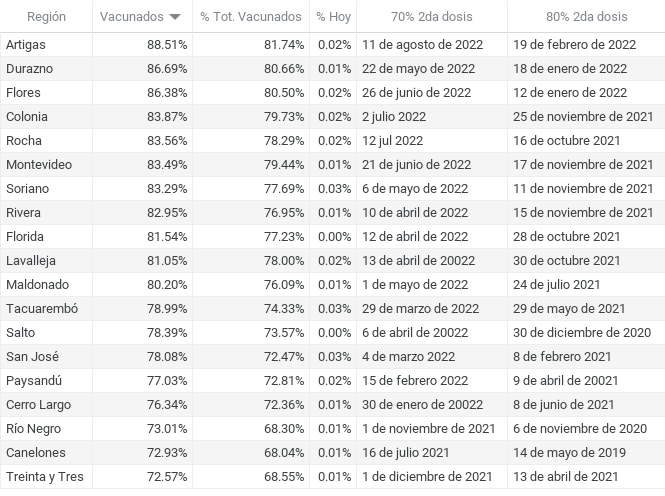 Región Vacunados % Tot. Vacunados % Hoy 70% 2da dosis 80% 2da dosis
Artigas 88.51% 81.74% 0.02% 11 de agosto de 2022 19 de febrero de 2022
Durazno 86.69% 80.66% 0.01% 22 de mayo de 2022 18 de enero de 2022
Flores 86.38% 80.50% 0.02% 26 de junio de 2022 12 de enero de 2022
Colonia 83.87% 79.73% 0.02% 2 julio 2022 25 de noviembre de 2021
Rocha 83.56% 78.29% 0.02% 12 jul 2022 16 de octubre 2021
Montevideo 83.49% 79.44% 0.01% 21 de junio de 2022 17 de noviembre de 2021
Soriano 83.29% 77.69% 0.03% 6 de mayo de 2022 11 de noviembre de 2021
Rivera 82.95% 76.95% 0.01% 10 de abril de 2022 15 de noviembre de 2021
Florida 81.54% 77.23% 0.00% 12 de abril de 2022 28 de octubre 2021
Lavalleja 81.05% 78.00% 0.02% 13 de abril de 20022 30 de octubre 2021
Maldonado 80.20% 76.09% 0.01% 1 de mayo de 2022 24 de julio 2021
Tacuarembó 78.99% 74.33% 0.03% 29 de marzo de 2022 29 de mayo de 2021
Salto 78.39% 73.57% 0.00% 6 de abril de 20022 30 de diciembre de 2020
San José 78.08% 72.47% 0.03% 4 de marzo 2022 8 de febrero 2021
Paysandú 77.03% 72.81% 0.02% 15 de febrero 2022 9 de abril de 20021
Cerro Largo 76.34% 72.36% 0.01% 30 de enero de 20022 8 de junio de 2021
Río Negro 73.01% 68.30% 0.01% 1 de noviembre de 2021 6 de noviembre de 2020
Canelones 72.93% 68.04% 0.01% 16 de julio 2021 14 de mayo de 2019
Treinta y Tres 72.57% 68.55% 0.01% 1 de diciembre de 2021 13 de abril de 2021